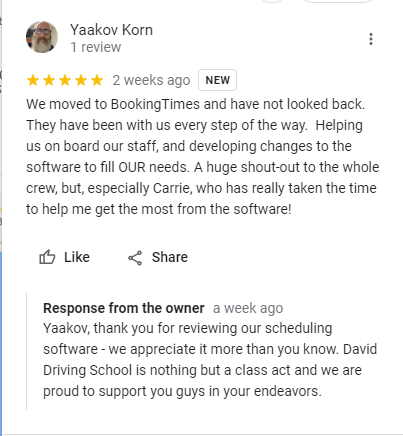 Yaakov Korn
1 review
2 weeks ago NEW
We moved to BookingTimes and have not looked back.
They have been with us every step of the way.  Helping
us on board our staff, and developing changes to the
software to fill OUR needs. A huge shout-out to the whole
crew, but, especially Carrie, who has really taken the time
to help me get the most from the software!
Like Share
Response from the owner a week ago
Yaakov, thank you for reviewing our scheduling
software - we appreciate it more than you know. David
Driving School is nothing but a class act and we are
proud to support you guys in your endeavors.